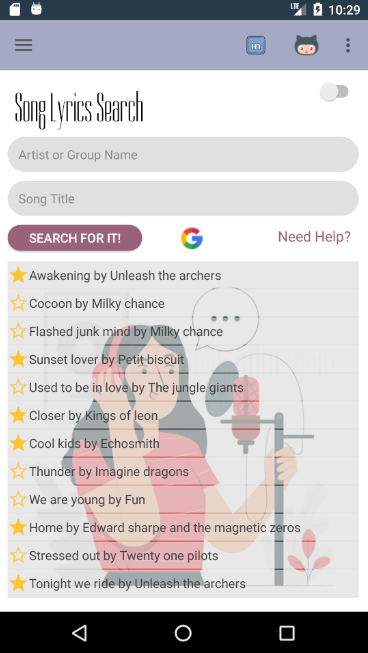 LTE 10:29
in
Song Lyrics Search
Artist or Group Name
Song Title
SEARCH FOR IT! G Need Help?
Awakening by Unleash the archers
Cocoon by Milky chance
Flashed junk mind by Milky chance
Sunset lover by Petit biscuit
Used to be in love by The jungle giants
Closer by Kings of leon
Cool kids by Echosmith
Thunder by Imagine dragons
We are young by Fun
Home by Edward sharpe and the magnetic zeros
Stressed out by Twenty one pilots
Tonight we ride by Unleash the archers